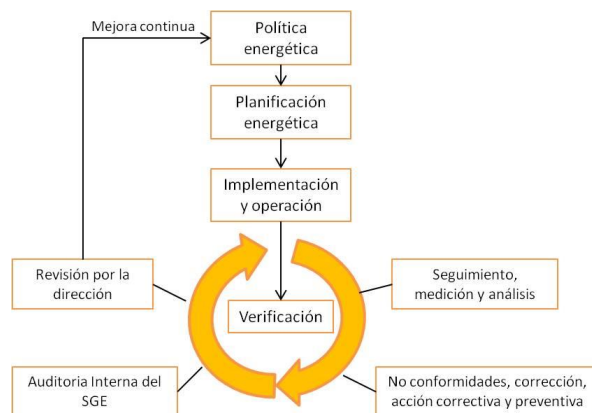 Mejora continua
Política
energética
Planificación
energética
Implementación
y operación
Revisión por la
dirección
Seguimiento,
medición y análisis
Verificación
Auditoria Interna del
SGE
No conformidades, corrección,
acción correctiva y preventiva